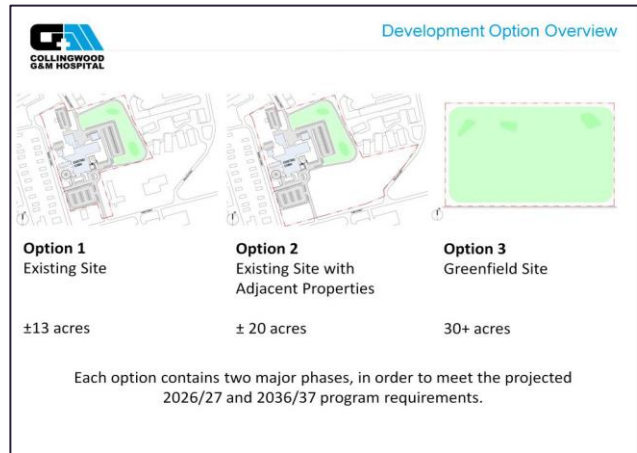 Development Option Overview
COLLINGWOOD
G&M HOSPITAL
Option 1
Existing Site
±13 acres
Option 2
Existing Site with
Adjacent Properties
± 20 acres
Option 3
Greenfield Site
30+ acres
Each option contains two major phases, in order to meet the projected
2026/27 and 2036/37 program requirements.